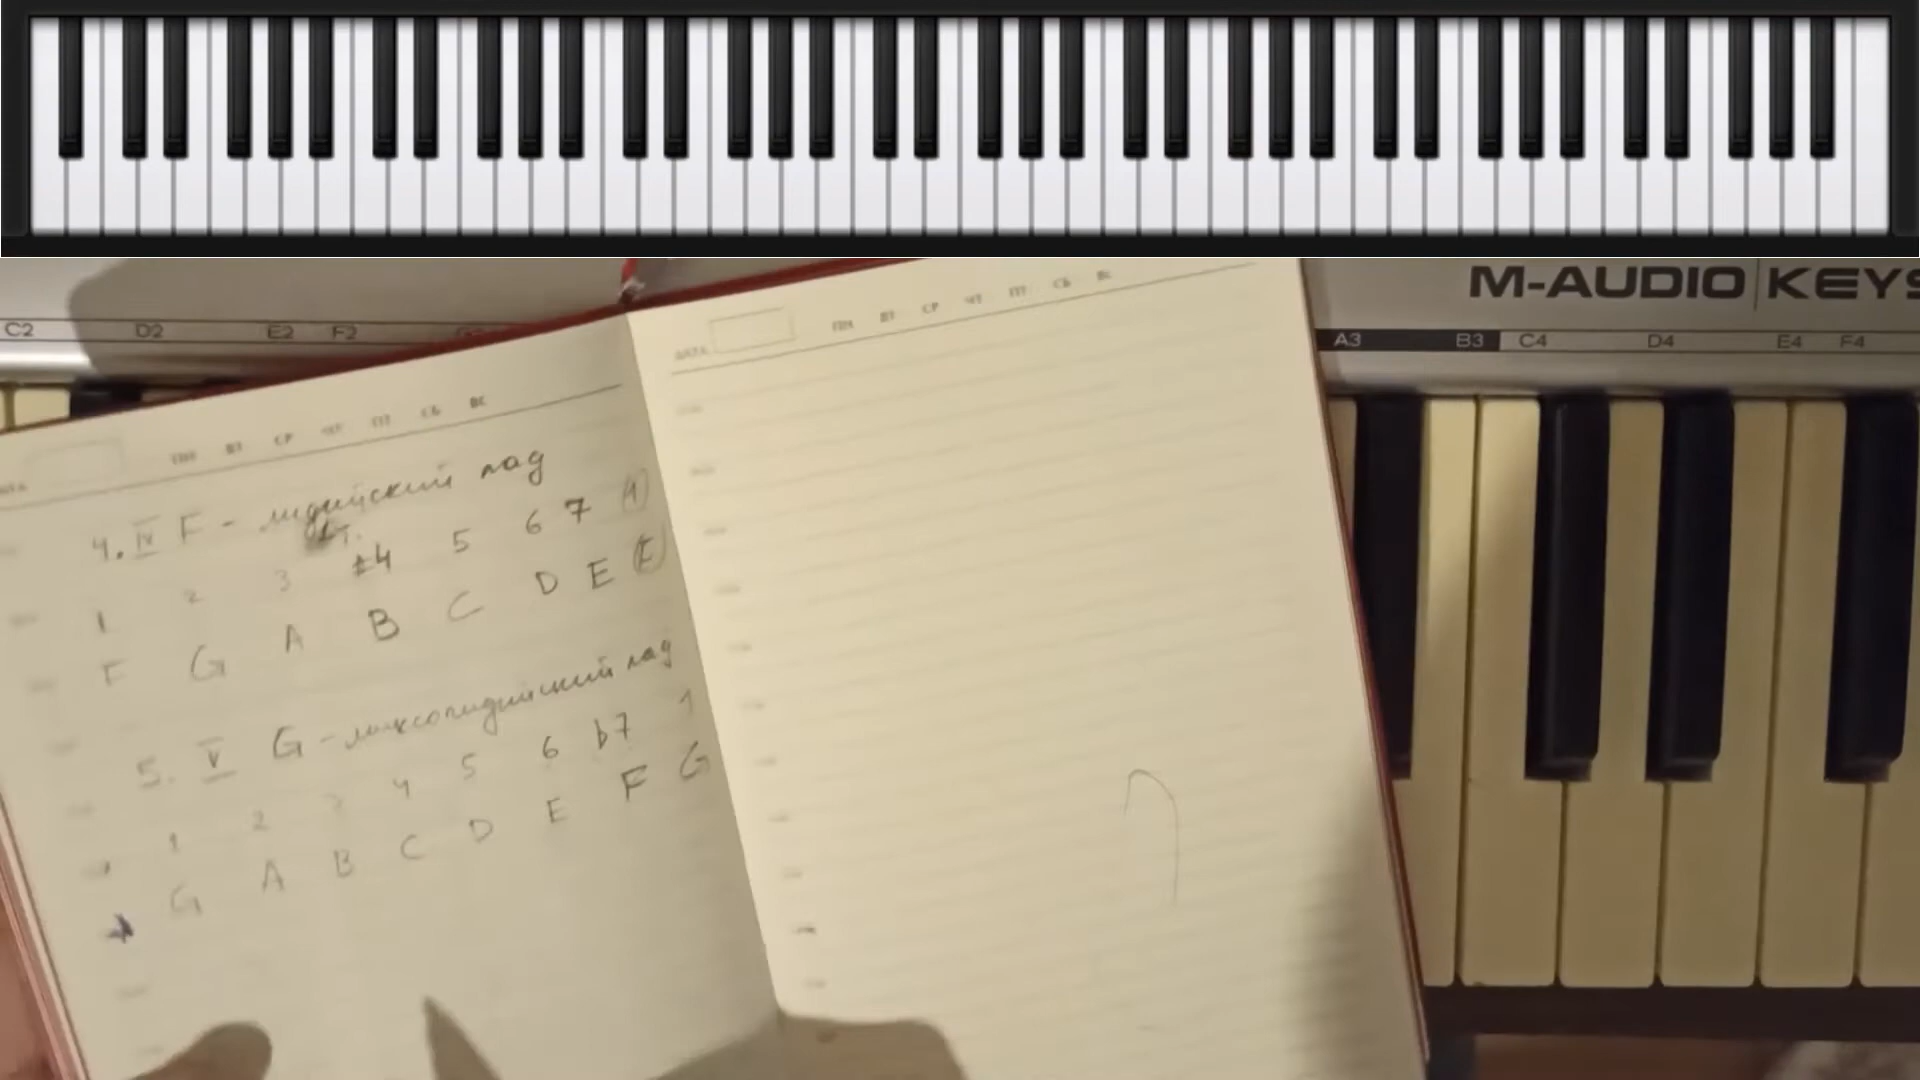 M-AUDIO KEYS
C2 D2 E2 F2
A3 B3 C4 D4 E4 F4
ДАТА ПН ВТ СР ЧТ ПТ СБ ВС
4. IV F - лидийский лад
1 2 3 #4 5 6 7 (1)
F G A B C D E (F)
5. V G - миксолидийский лад
1 2 3 4 5 6 b7 1
G A B C D E F G
ДАТА ПН ВТ СР ЧТ ПТ СБ ВС